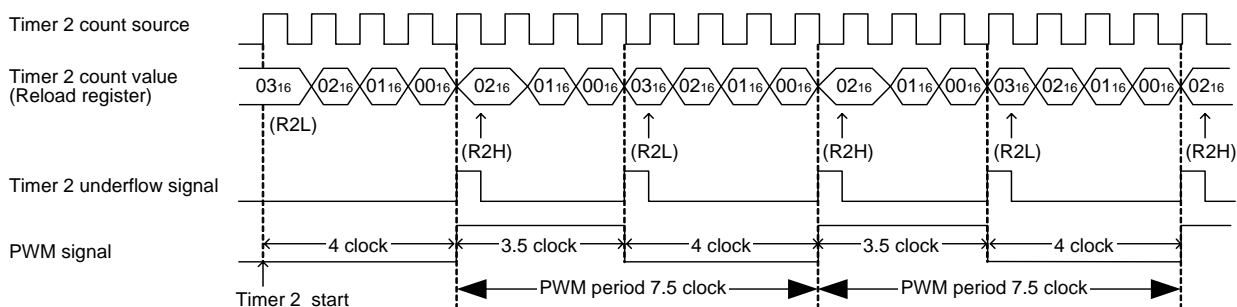 Timer 2 count source
Timer 2 count value
(Reload register)
0316 0216 0116 0016 0216 0116 0016 0316 0216 0116 0016 0216 0116 0016 0316 0216 0116 0016 0216
(R2L) (R2H) (R2L) (R2H) (R2L) (R2H)
Timer 2 underflow signal
PWM signal
4 clock 3.5 clock 4 clock 3.5 clock 4 clock
PWM period 7.5 clock PWM period 7.5 clock
Timer 2 start